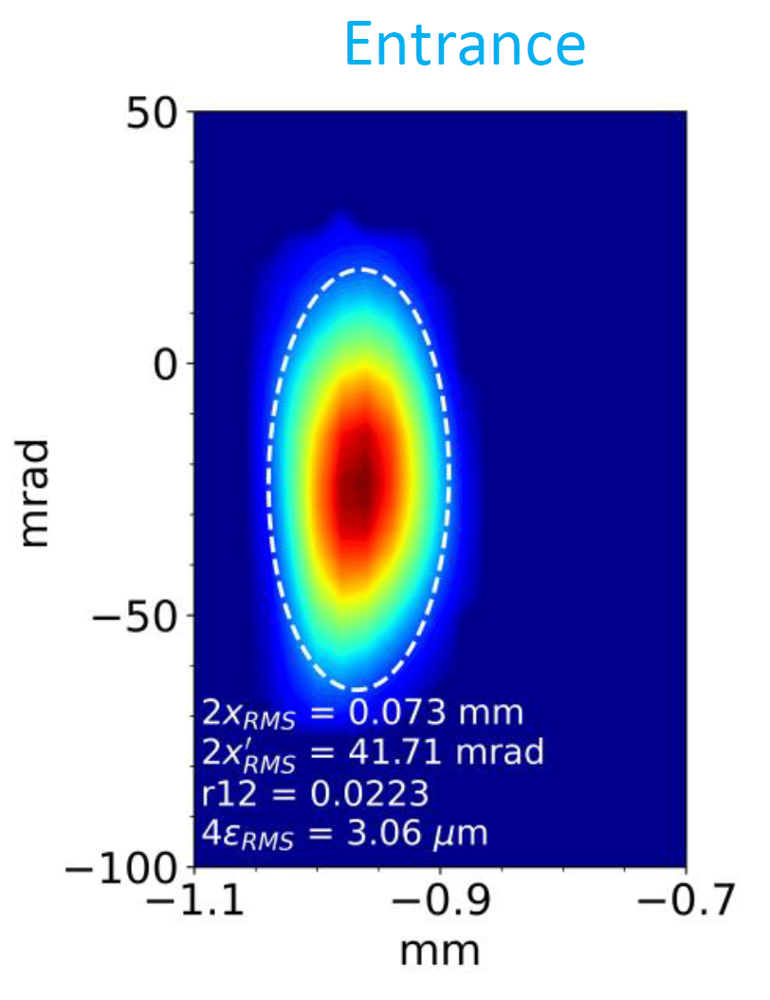 Entrance
50
0
−50
−100
mrad
2x_RMS = 0.073 mm
2x′_RMS = 41.71 mrad
r12 = 0.0223
4ε_RMS = 3.06 μm
−1.1 −0.9 −0.7
mm